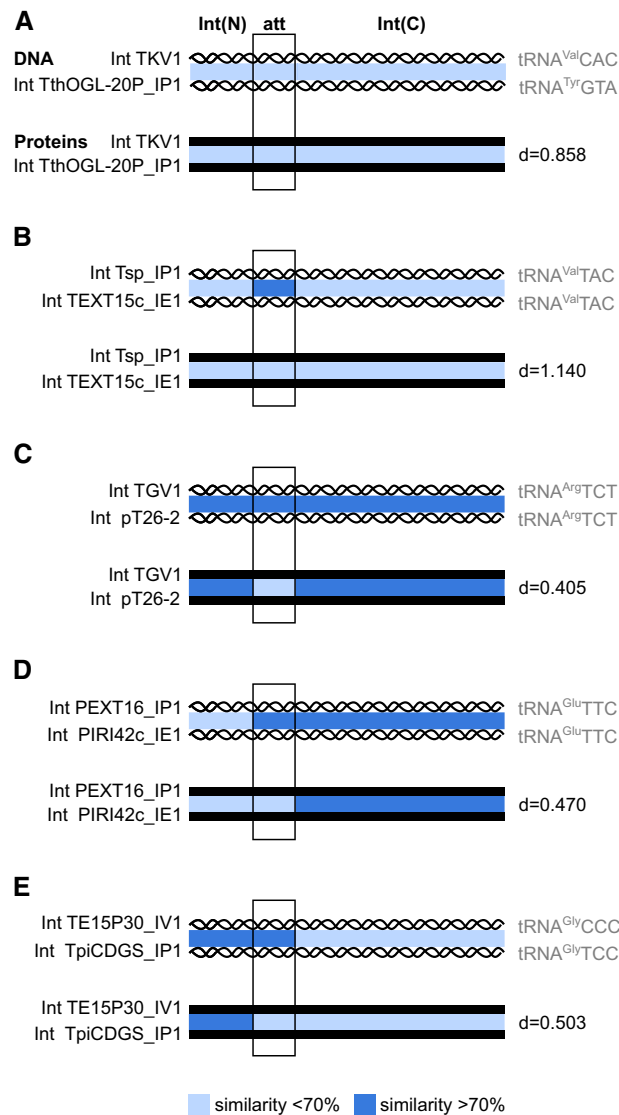 A Int(N) att Int(C)
DNA Int TKV1 tRNAValCAC
Int TthOGL-20P_IP1 tRNATyrGTA
Proteins Int TKV1
Int TthOGL-20P_IP1 d=0.858
B
Int Tsp_IP1 tRNAValTAC
Int TEXT15c_IE1 tRNAValTAC
Int Tsp_IP1
Int TEXT15c_IE1 d=1.140
C
Int TGV1 tRNAArgTCT
Int pT26-2 tRNAArgTCT
Int TGV1
Int pT26-2 d=0.405
D
Int PEXT16_IP1 tRNAGluTTC
Int PIRI42c_IE1 tRNAGluTTC
Int PEXT16_IP1
Int PIRI42c_IE1 d=0.470
E
Int TE15P30_IV1 tRNAGlyCCC
Int TpiCDGS_IP1 tRNAGlyTCC
Int TE15P30_IV1
Int TpiCDGS_IP1 d=0.503
similarity <70% similarity >70%